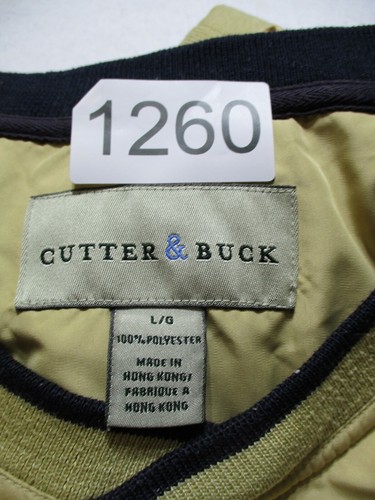 1260
CUTTER & BUCK
L/G
100% POLYESTER
MADE IN
HONG KONG/
FABRIQUE A
HONG KONG